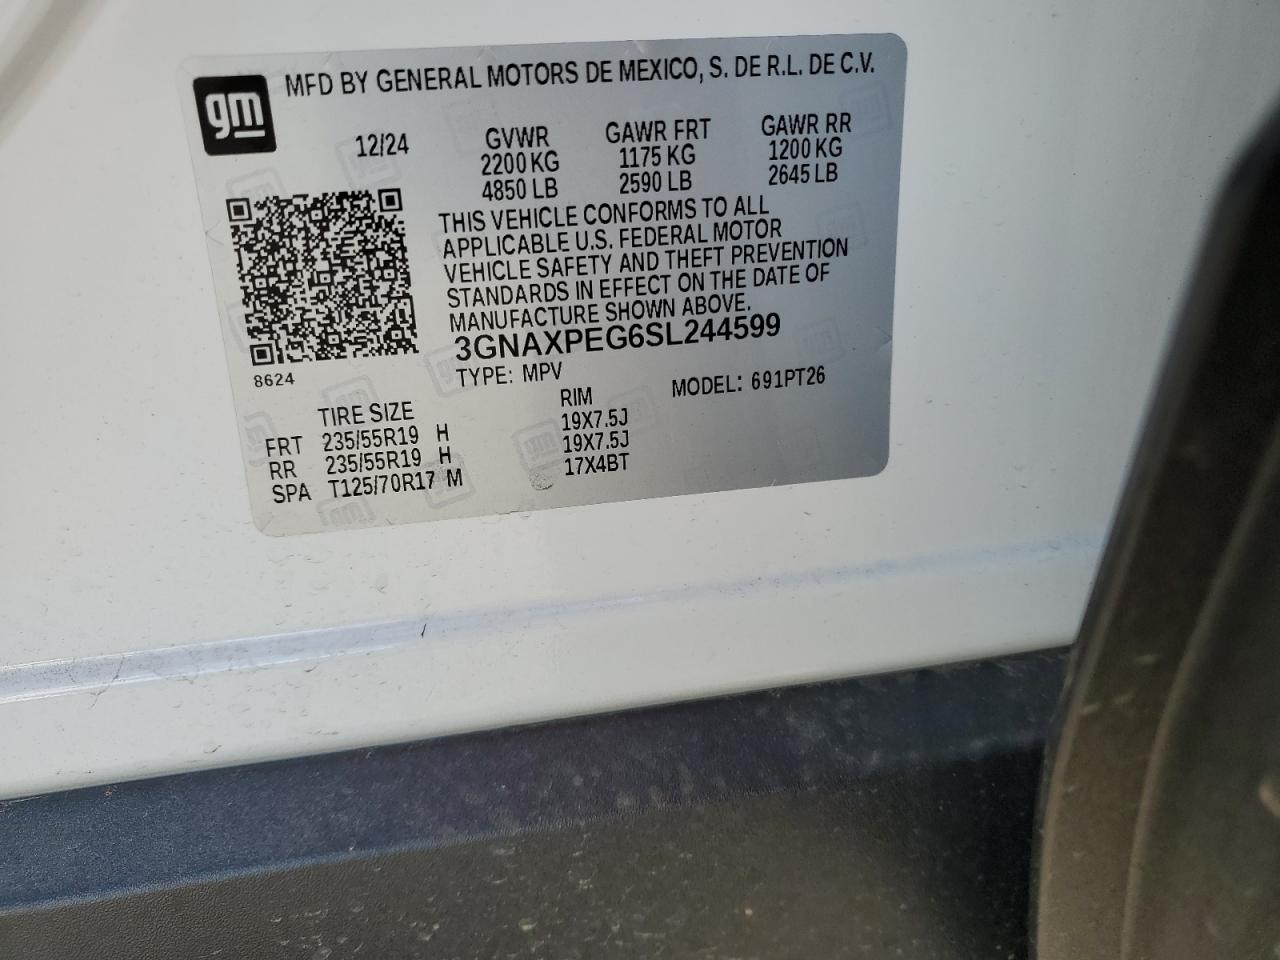 gm
MFD BY GENERAL MOTORS DE MEXICO, S. DE R.L. DE C.V.
12/24 GVWR GAWR FRT GAWR RR
2200 KG 1175 KG 1200 KG
4850 LB 2590 LB 2645 LB
THIS VEHICLE CONFORMS TO ALL
APPLICABLE U.S. FEDERAL MOTOR
VEHICLE SAFETY AND THEFT PREVENTION
STANDARDS IN EFFECT ON THE DATE OF
MANUFACTURE SHOWN ABOVE.
3GNAXPEG6SL244599
8624
TYPE: MPV MODEL: 691PT26
TIRE SIZE RIM
FRT 235/55R19 H 19X7.5J
RR 235/55R19 H 19X7.5J
SPA T125/70R17 M 17X4BT